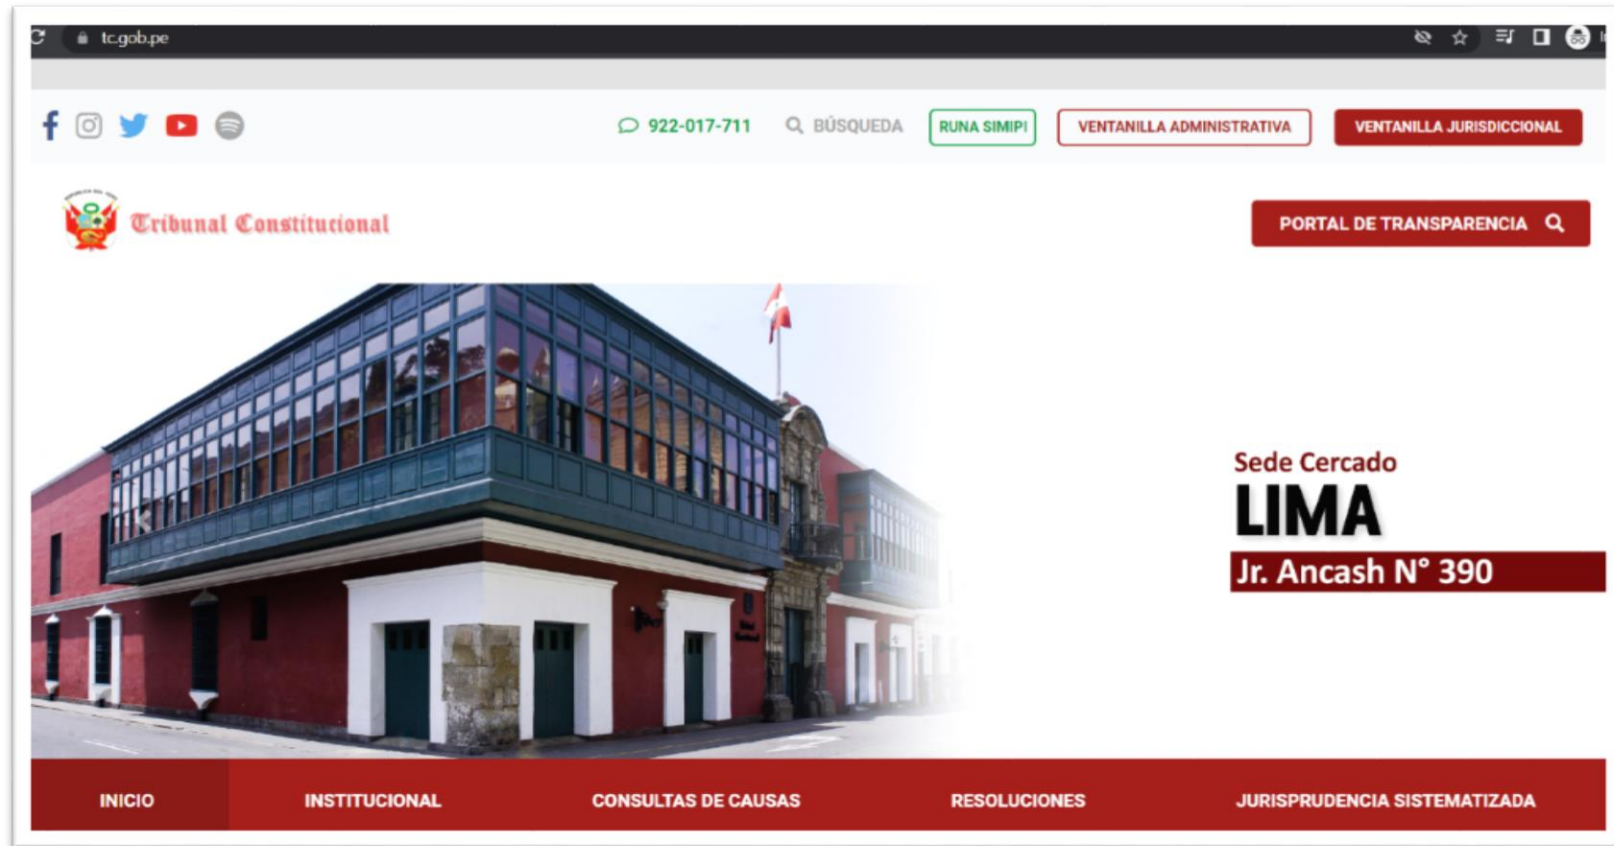 tc.gob.pe
922-017-711 BÚSQUEDA RUNA SIMIPI VENTANILLA ADMINISTRATIVA VENTANILLA JURISDICCIONAL
Tribunal Constitucional
PORTAL DE TRANSPARENCIA
Sede Cercado
LIMA
Jr. Ancash N° 390
INICIO INSTITUCIONAL CONSULTAS DE CAUSAS RESOLUCIONES JURISPRUDENCIA SISTEMATIZADA